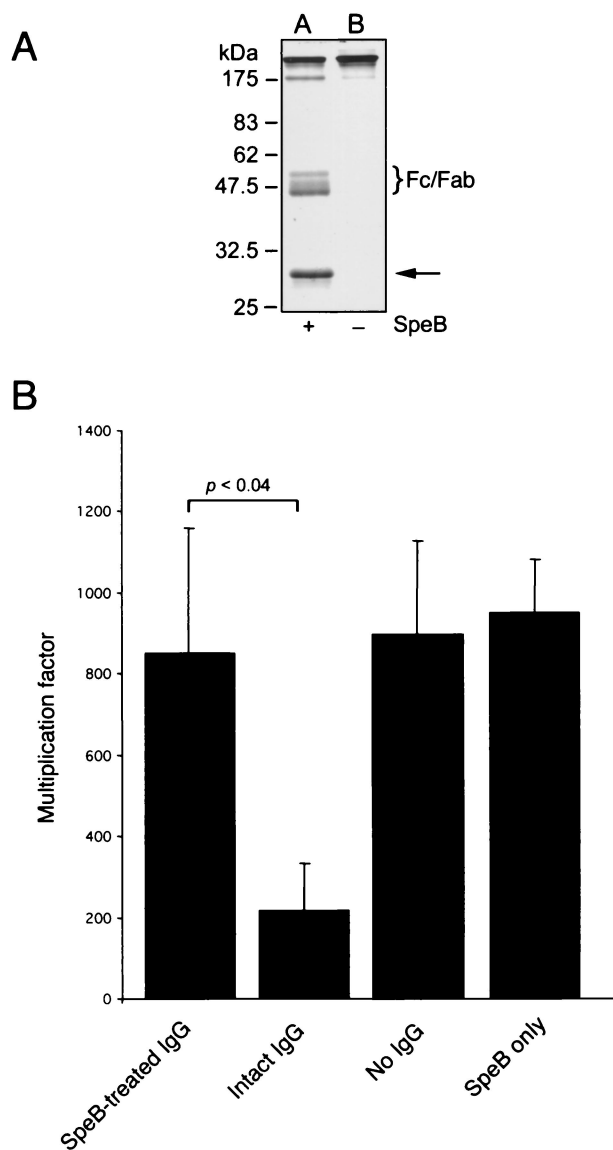 A
A B
kDa
175
83
62
47.5
32.5
25
}Fc/Fab
+ – SpeB
B
1400
1200
1000
800
600
400
200
0
Multiplication factor
p < 0.04
SpeB-treated IgG
Intact IgG
No IgG
SpeB only